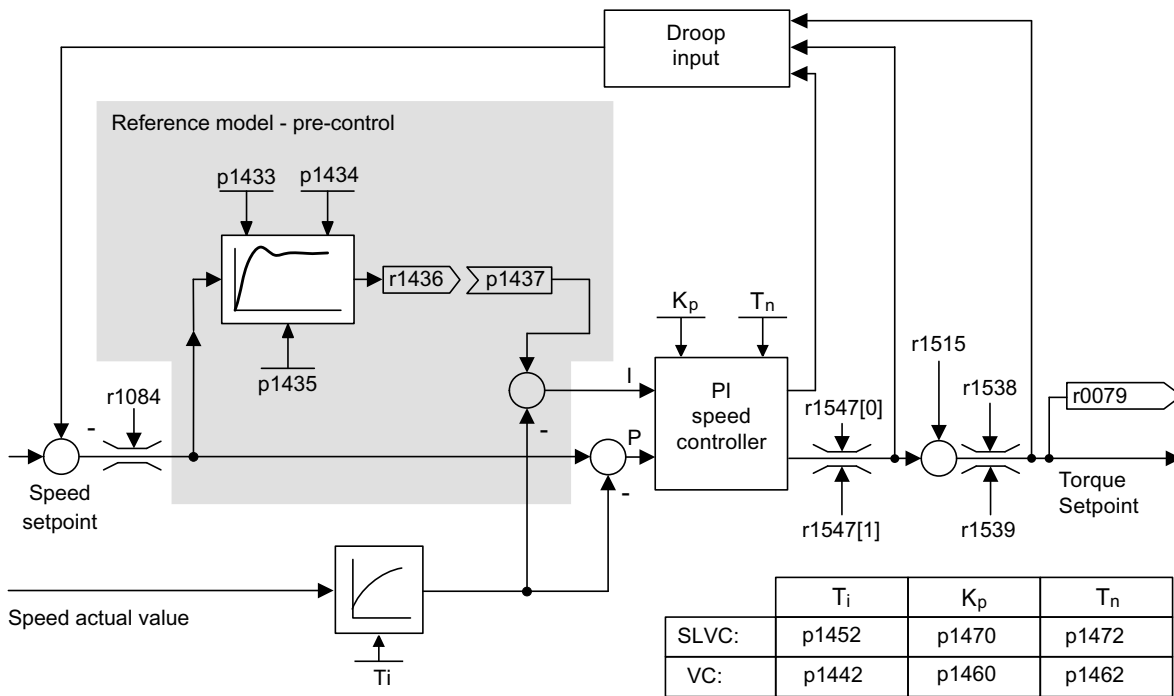 Droop
input
Reference model - pre-control
p1433
p1434
r1436
p1437
p1435
Kp
Tn
r1515
r1084
I
PI
speed
controller
r1547[0]
r1538
r0079
-
-
P
-
Speed
setpoint
r1547[1]
r1539
Torque
Setpoint
Speed actual value
Ti
Ti Kp Tn
SLVC: p1452 p1470 p1472
VC: p1442 p1460 p1462